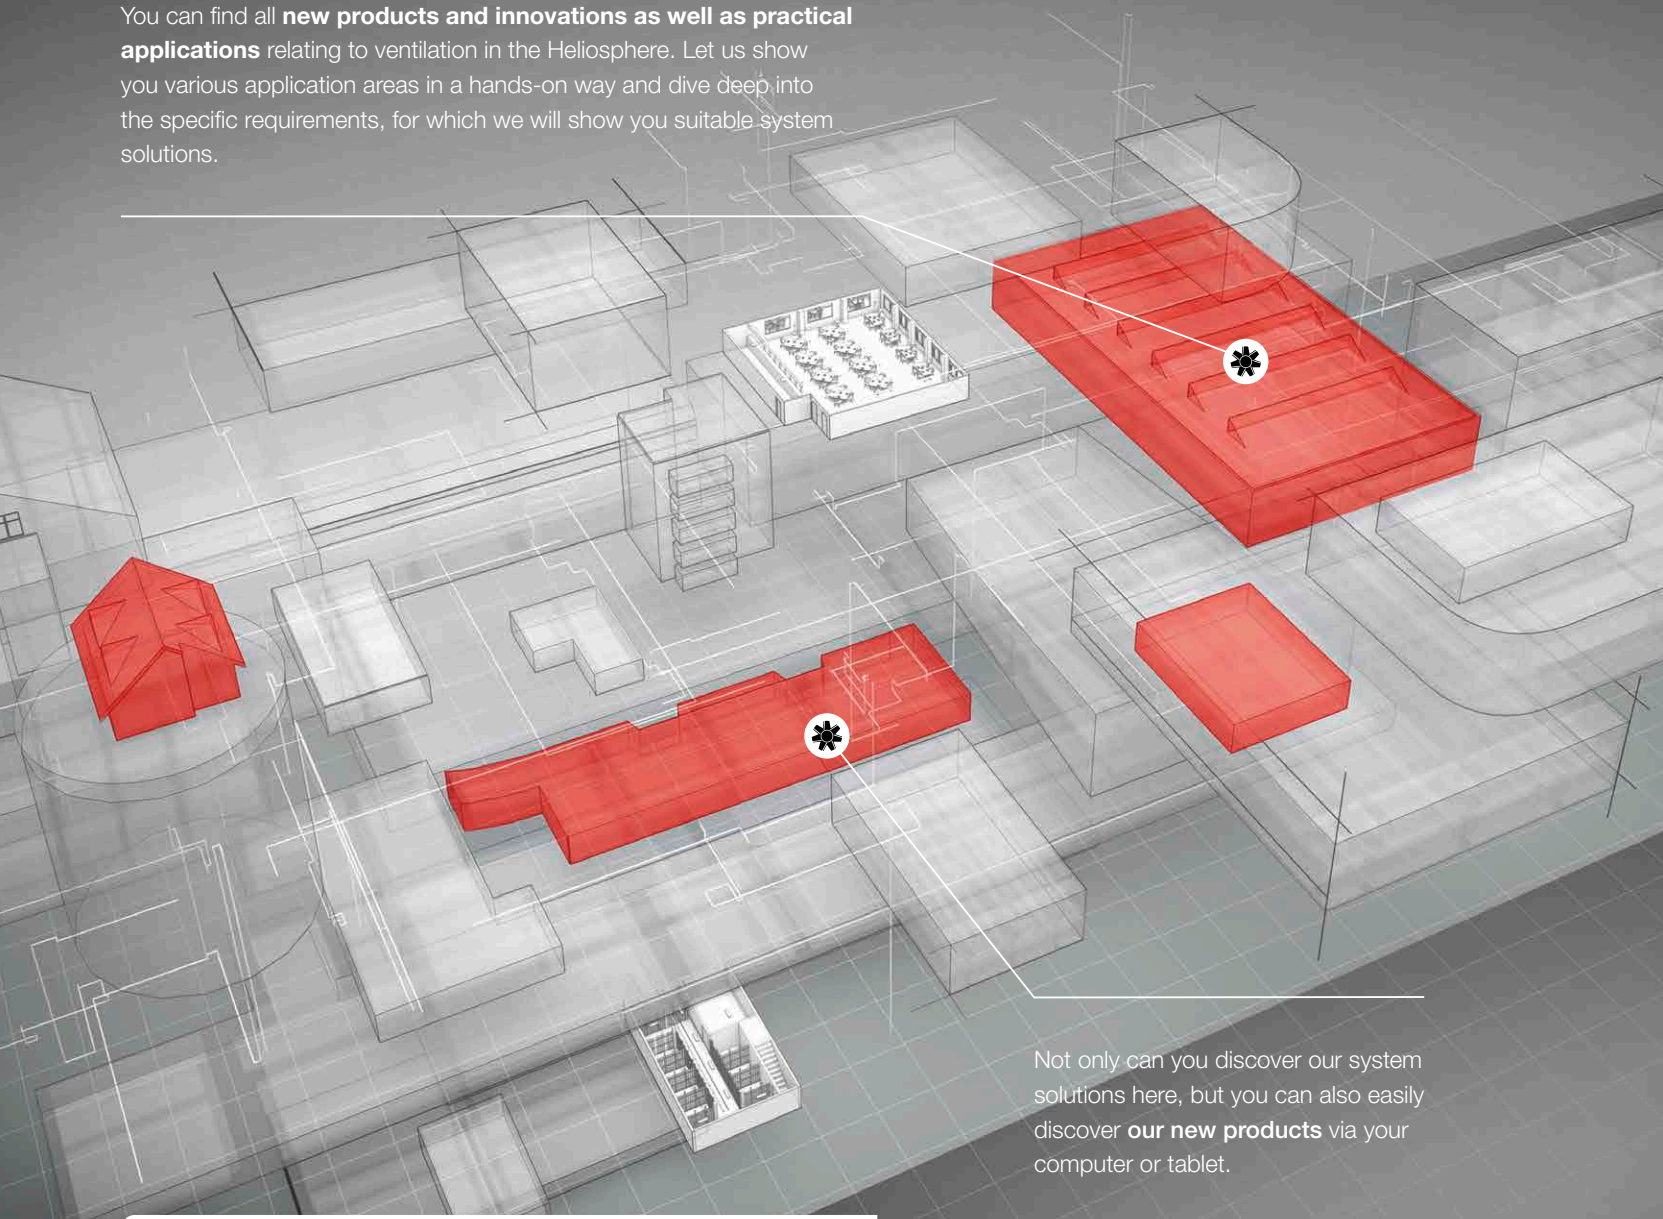 You can find all new products and innovations as well as practical
applications relating to ventilation in the Heliosphere. Let us show
you various application areas in a hands-on way and dive deep into
the specific requirements, for which we will show you suitable system
solutions.
Not only can you discover our system
solutions here, but you can also easily
discover our new products via your
computer or tablet.